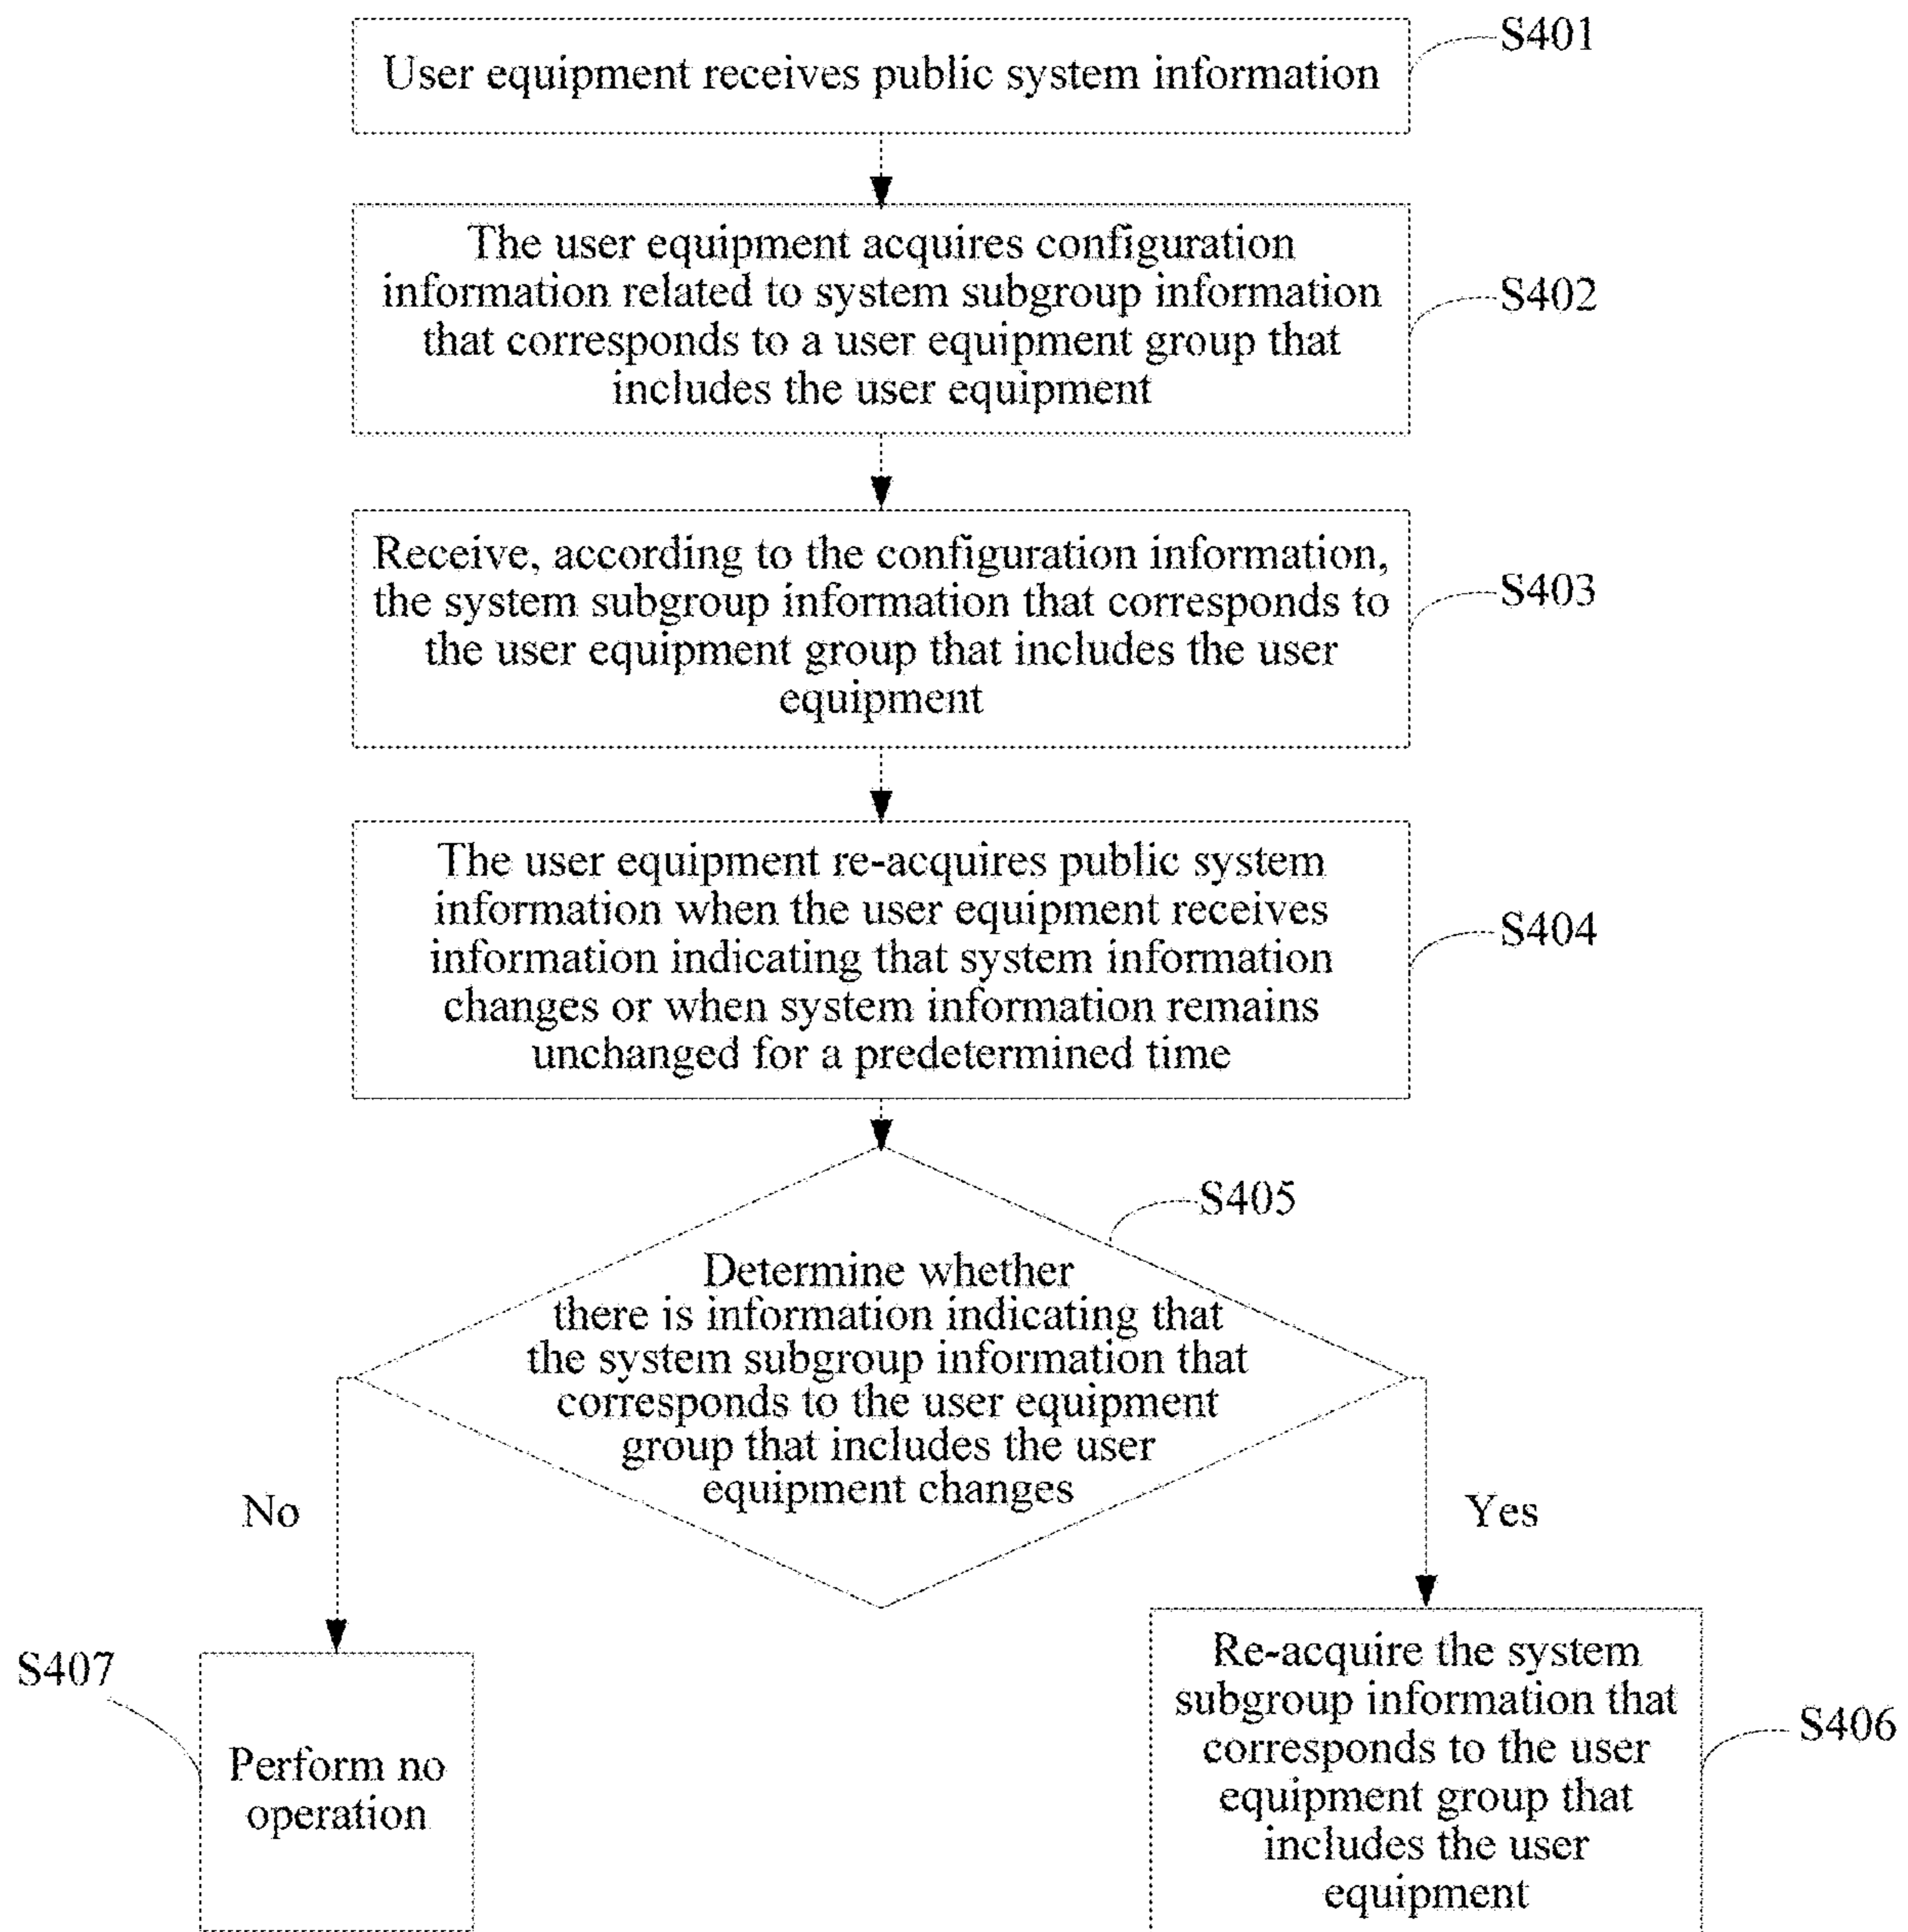 User equipment receives public system information
S401
The user equipment acquires configuration
information related to system subgroup information
that corresponds to a user equipment group that
includes the user equipment
S402
Receive, according to the configuration information,
the system subgroup information that corresponds to
the user equipment group that includes the user
equipment
S403
The user equipment re-acquires public system
information when the user equipment receives
information indicating that system information
changes or when system information remains
unchanged for a predetermined time
S404
S405
Determine whether
there is information indicating that
the system subgroup information that
corresponds to the user equipment
group that includes the user
equipment changes
No
Yes
S407
Perform no
operation
Re-acquire the system
subgroup information that
corresponds to the user
equipment group that
includes the user
equipment
S406